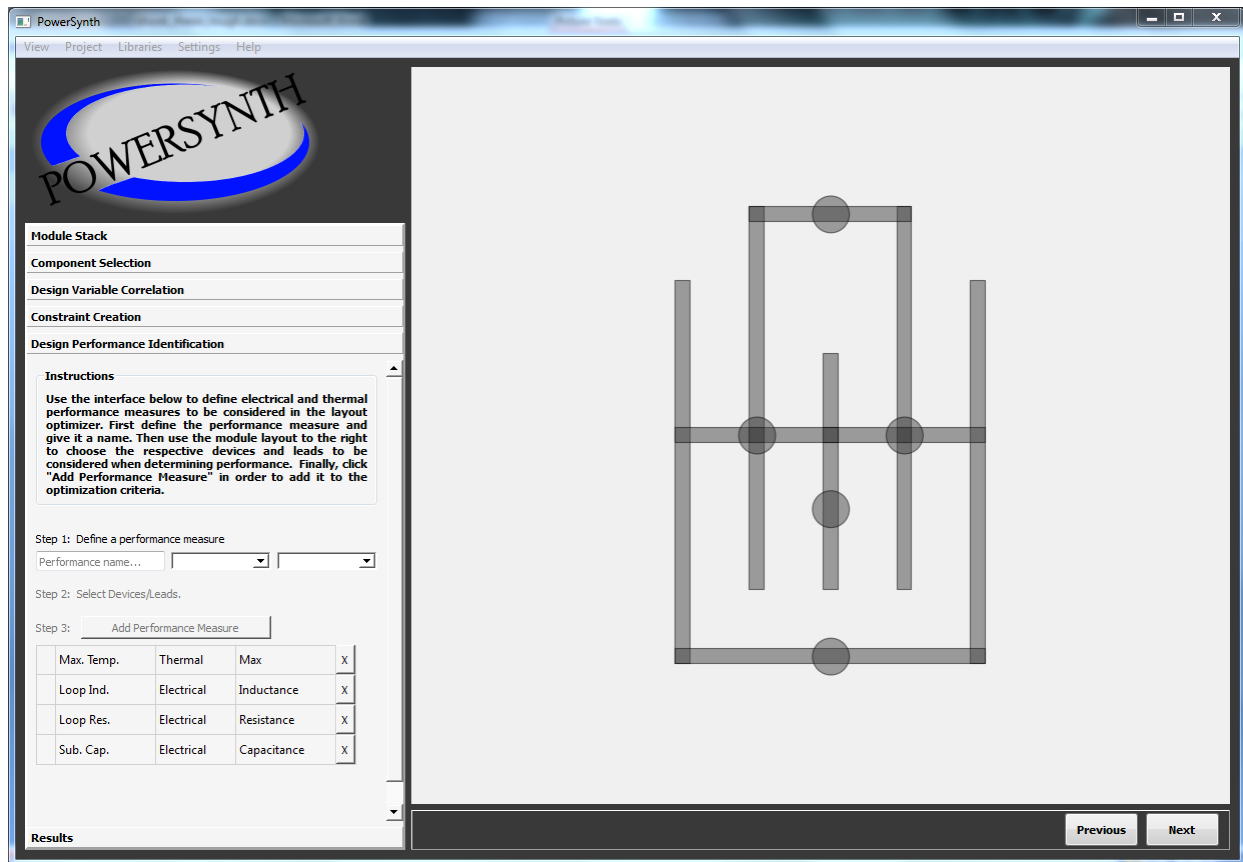 PowerSynth
View Project Libraries Settings Help
POWERSYNTH
Module Stack
Component Selection
Design Variable Correlation
Constraint Creation
Design Performance Identification
Instructions
Use the interface below to define electrical and thermal
performance measures to be considered in the layout
optimizer. First define the performance measure and
give it a name. Then use the module layout to the right
to choose the respective devices and leads to be
considered when determining performance. Finally, click
"Add Performance Measure" in order to add it to the
optimization criteria.
Step 1: Define a performance measure
Performance name...
Step 2: Select Devices/Leads.
Step 3: Add Performance Measure
Max. Temp. Thermal Max X
Loop Ind. Electrical Inductance X
Loop Res. Electrical Resistance X
Sub. Cap. Electrical Capacitance X
Results
Previous Next